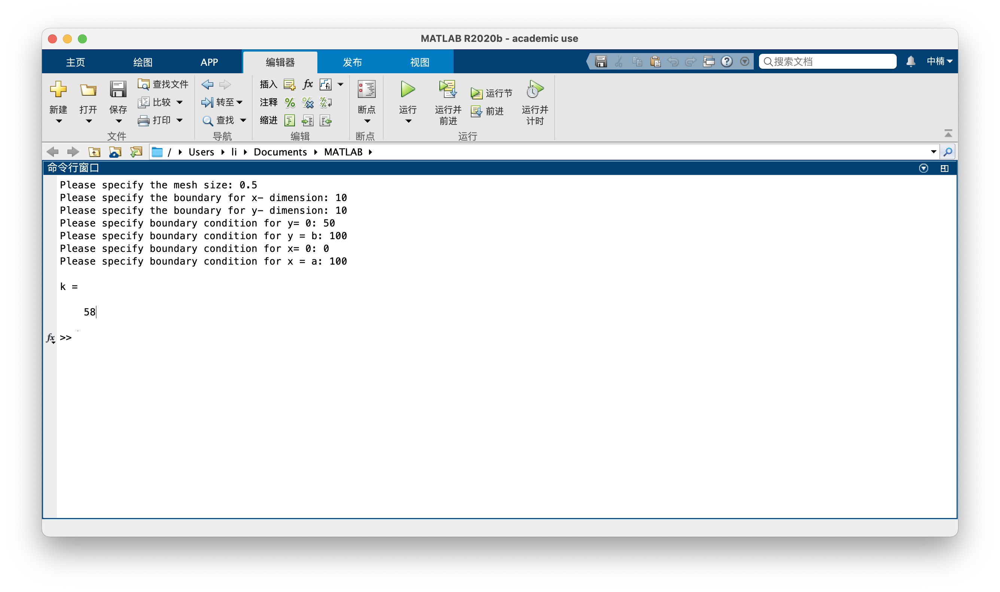 MATLAB R2020b - academic use
主页 绘图 APP 编辑器 发布 视图 搜索文档 中楠
新建 打开 保存 查找文件 比较 打印 文件
转至 查找 导航
插入 fx fi 注释 缩进 编辑
断点 断点
运行 运行并前进 运行节 前进 运行并计时 运行
/ Users li Documents MATLAB
命令行窗口
Please specify the mesh size: 0.5
Please specify the boundary for x- dimension: 10
Please specify the boundary for y- dimension: 10
Please specify boundary condition for y= 0: 50
Please specify boundary condition for y = b: 100
Please specify boundary condition for x= 0: 0
Please specify boundary condition for x = a: 100
k =
58
fx >>